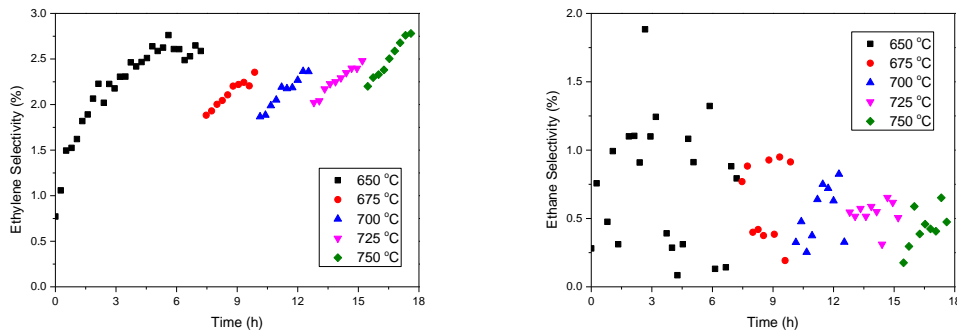 3.0
2.5
2.0
1.5
1.0
0.5
0.0
Ethylene Selectivity (%)
650 °C
675 °C
700 °C
725 °C
750 °C
0 3 6 9 12 15 18
Time (h)
2.0
1.5
1.0
0.5
0.0
Ethane Selectivity (%)
650 °C
675 °C
700 °C
725 °C
750 °C
0 3 6 9 12 15 18
Time (h)